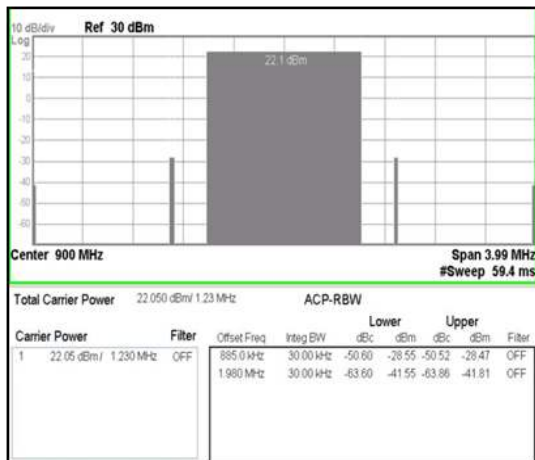 10 dB/div Ref 30 dBm
Log
22.1 dBm
20
10
0
-10
-20
-30
-40
-50
-60
Center 900 MHz Span 3.99 MHz
#Sweep 59.4 ms
Total Carrier Power 22.050 dBm/ 1.23 MHz ACP-RBW
Lower Upper
Carrier Power Filter Offset Freq Integ BW dBc dBm dBc dBm Filter
1 22.05 dBm / 1.230 MHz OFF 885.0 kHz 30.00 kHz -50.60 -28.55 -50.52 -28.47 OFF
1.980 MHz 30.00 kHz -63.60 -41.55 -63.86 -41.81 OFF